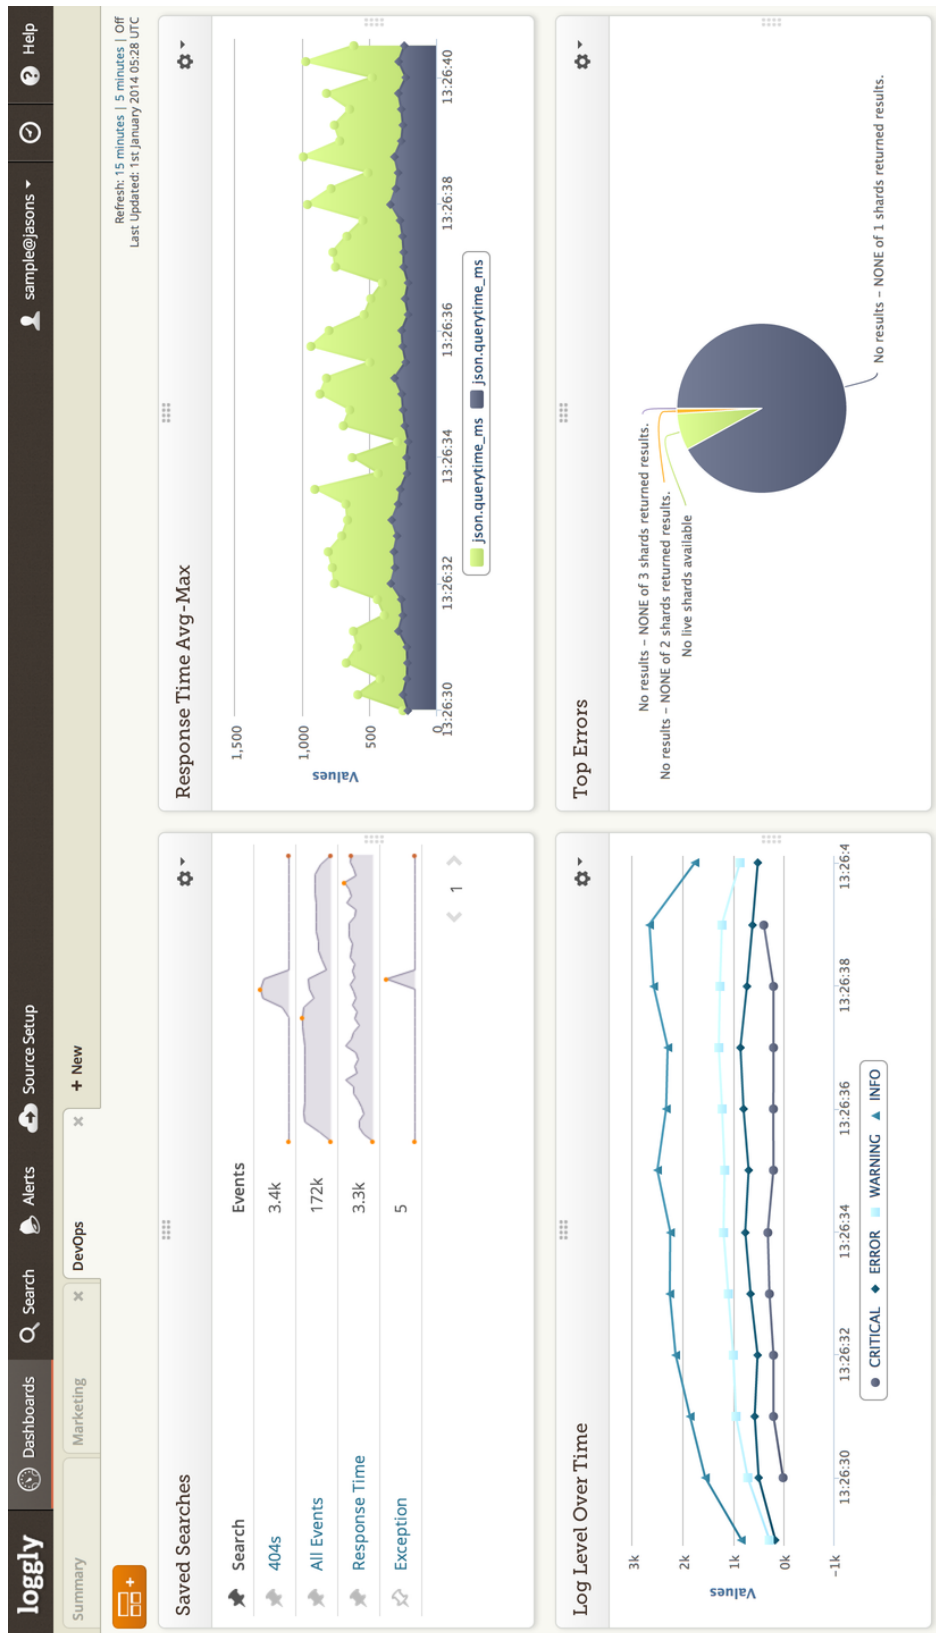 loggly
Dashboards
Search
Alerts
Source Setup
sample@jasons
Help
Summary
Marketing
DevOps
+ New
Refresh: 15 minutes | 5 minutes | Off
Last Updated: 1st January 2014 05:28 UTC
Saved Searches
Search Events
404s 3.4k
All Events 172k
Response Time 3.3k
Exception 5
1
Response Time Avg-Max
Values
1,500
1,000
500
0
13:26:30 13:26:32 13:26:34 13:26:36 13:26:38 13:26:40
json.querytime_ms json.querytime_ms
Log Level Over Time
Values
3k
2k
1k
0k
-1k
13:26:30 13:26:32 13:26:34 13:26:36 13:26:38 13:26:4
CRITICAL ERROR WARNING INFO
Top Errors
No results – NONE of 3 shards returned results.
No results – NONE of 2 shards returned results.
No live shards available
No results – NONE of 1 shards returned results.